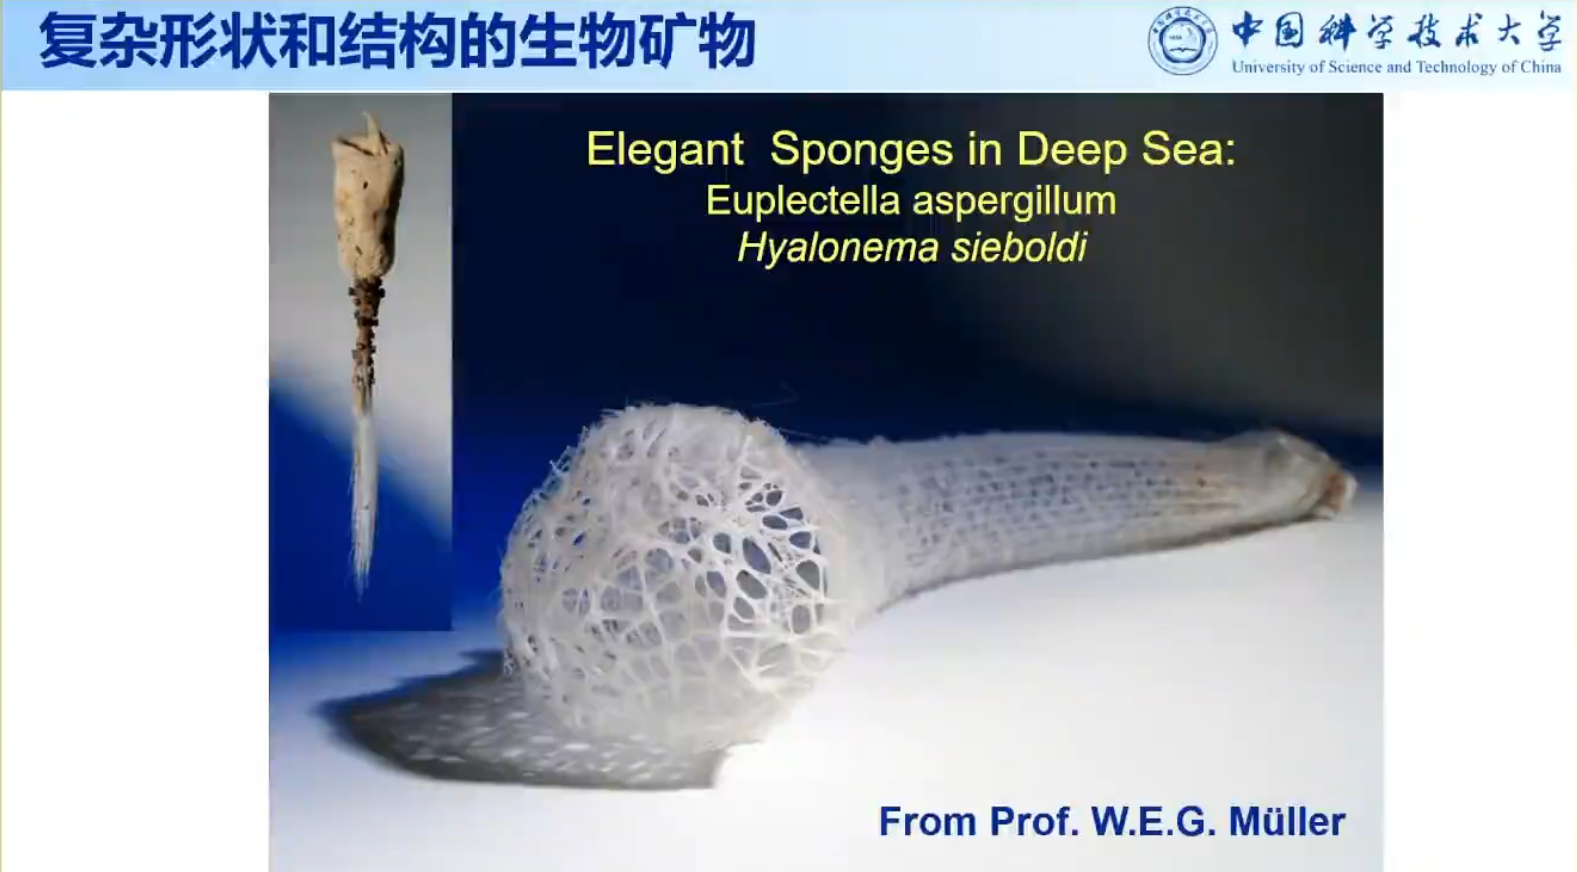 复杂形状和结构的生物矿物
中国科学技术大学
University of Science and Technology of China
Elegant Sponges in Deep Sea:
Euplectella aspergillum
Hyalonema sieboldi
From Prof. W.E.G. Müller